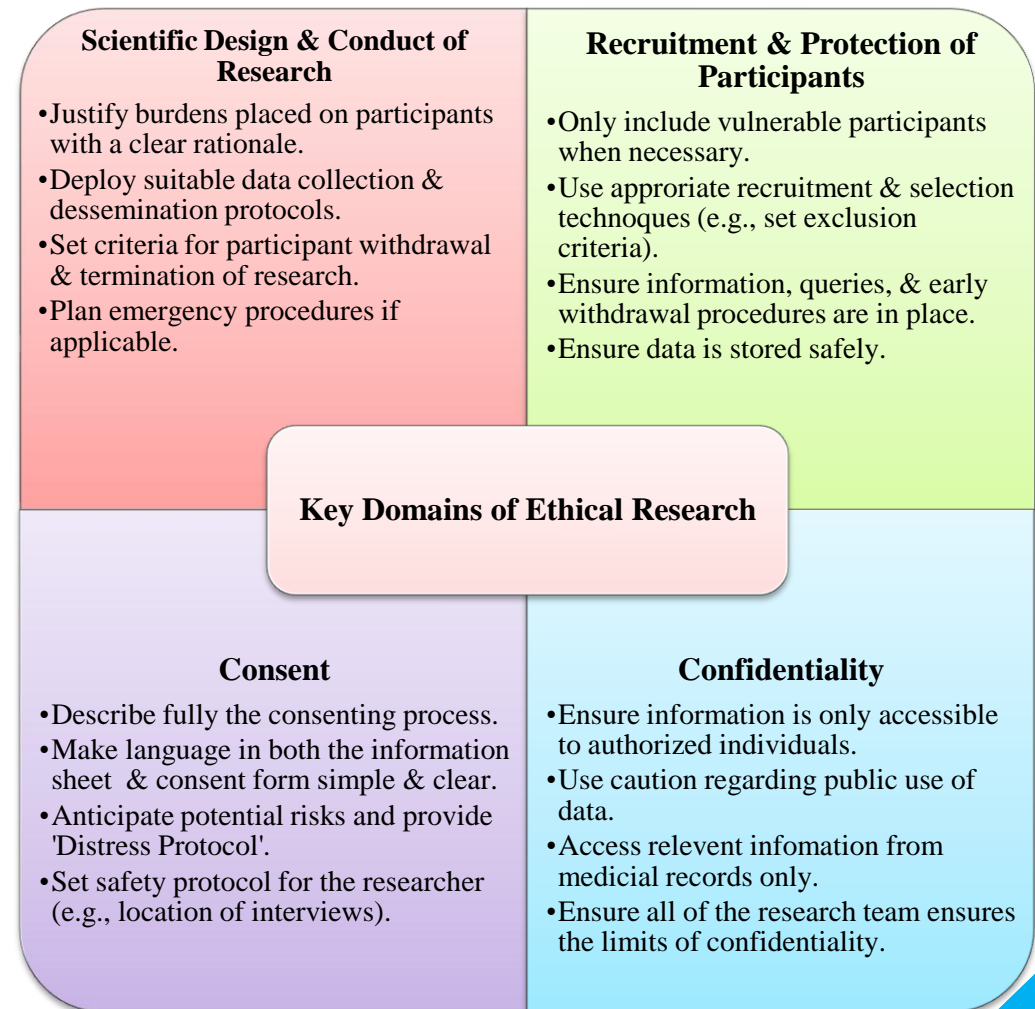 Scientific Design & Conduct of
Research
•Justify burdens placed on participants
with a clear rationale.
•Deploy suitable data collection &
dessemination protocols.
•Set criteria for participant withdrawal
& termination of research.
•Plan emergency procedures if
applicable.
Recruitment & Protection of
Participants
•Only include vulnerable participants
when necessary.
•Use approriate recruitment & selection
technoques (e.g., set exclusion
criteria).
•Ensure information, queries, & early
withdrawal procedures are in place.
•Ensure data is stored safely.
Key Domains of Ethical Research
Consent
•Describe fully the consenting process.
•Make language in both the information
sheet & consent form simple & clear.
•Anticipate potential risks and provide
'Distress Protocol'.
•Set safety protocol for the researcher
(e.g., location of interviews).
Confidentiality
•Ensure information is only accessible
to authorized individuals.
•Use caution regarding public use of
data.
•Access relevent infomation from
medicial records only.
•Ensure all of the research team ensures
the limits of confidentiality.